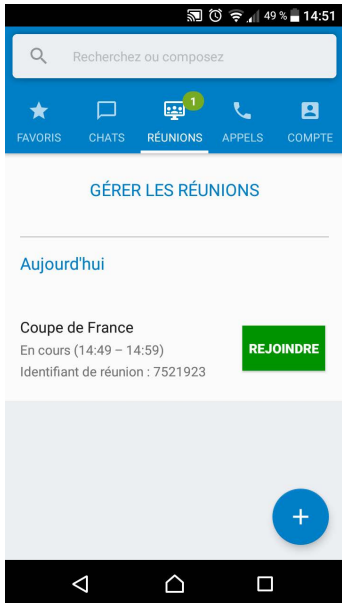 49 % 14:51
Recherchez ou composez
1
FAVORIS CHATS RÉUNIONS APPELS COMPTE
GÉRER LES RÉUNIONS
Aujourd'hui
Coupe de France
En cours (14:49 – 14:59)
REJOINDRE
Identifiant de réunion : 7521923